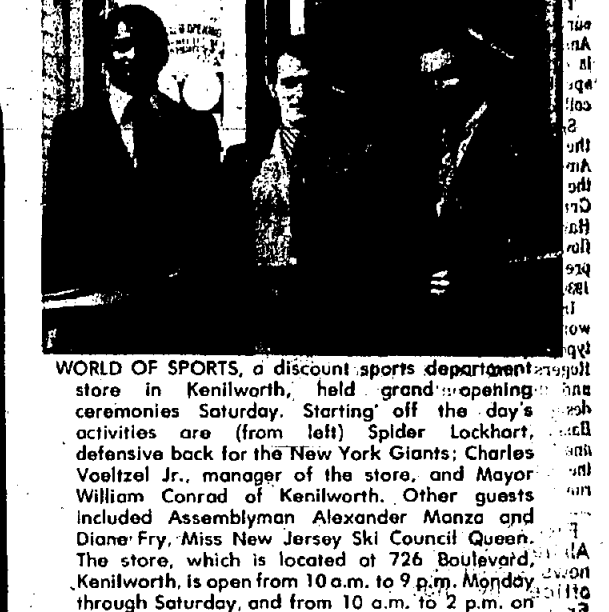 WORLD OF SPORTS, a discount sports department
store in Kenilworth, held grand opening
ceremonies Saturday. Starting off the day's
activities are (from left) Spider Lockhart,
defensive back for the New York Giants; Charles
Voeltzel Jr., manager of the store, and Mayor
William Conrad of Kenilworth. Other guests
included Assemblyman Alexander Manza and
Diane Fry, Miss New Jersey Ski Council Queen.
The store, which is located at 726 Boulevard,
Kenilworth, is open from 10 a.m. to 9 p.m. Monday
through Saturday, and from 10 a.m. to 2 p.m. on